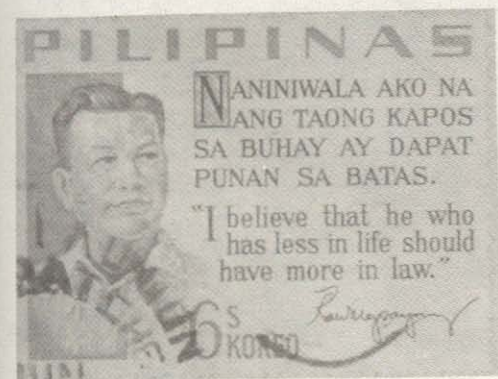 PILIPINAS
NANINIWALA AKO NA
ANG TAONG KAPOS
SA BUHAY AY DAPAT
PUNAN SA BATAS.
"I believe that he who
has less in life should
have more in law."
6 S
KOREO